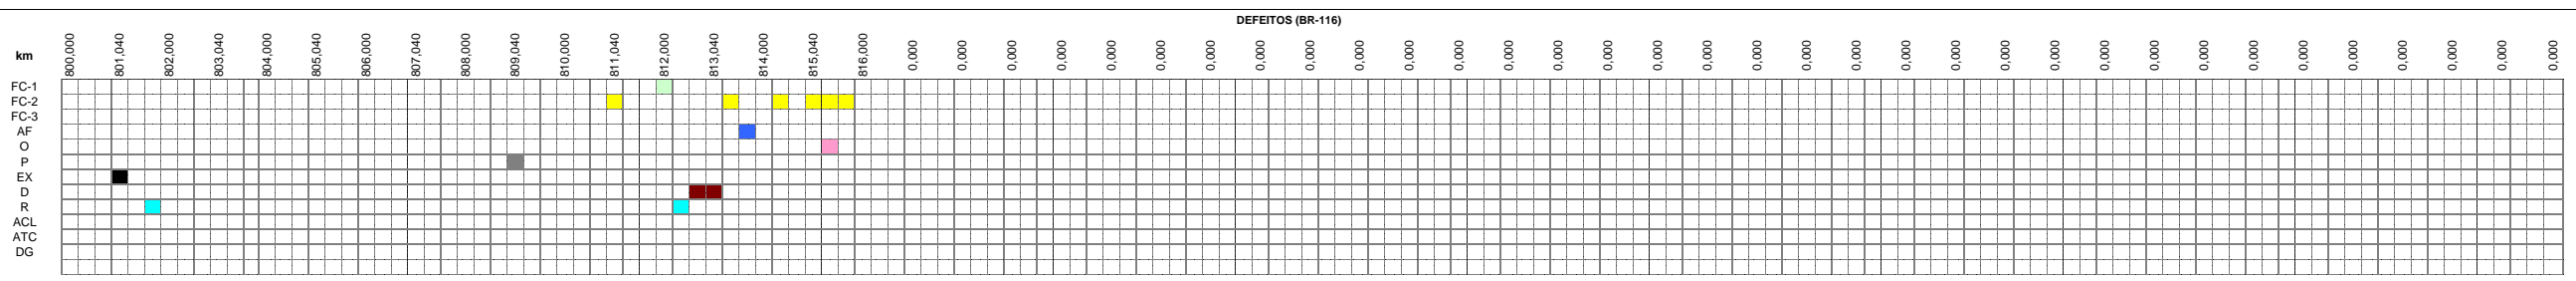 DEFEITOS (BR-116)
km 800,000 801,040 802,000 803,040 804,000 805,040 806,000 807,040 808,000 809,040 810,000 811,040 812,000 813,040 814,000 815,040 816,000 0,000 0,000 0,000 0,000 0,000 0,000 0,000 0,000 0,000 0,000 0,000 0,000 0,000 0,000 0,000 0,000 0,000 0,000 0,000 0,000 0,000 0,000 0,000 0,000 0,000 0,000 0,000 0,000 0,000 0,000 0,000 0,000 0,000 0,000
FC-1
FC-2
FC-3
AF
O
P
EX
D
R
ACL
ATC
DG